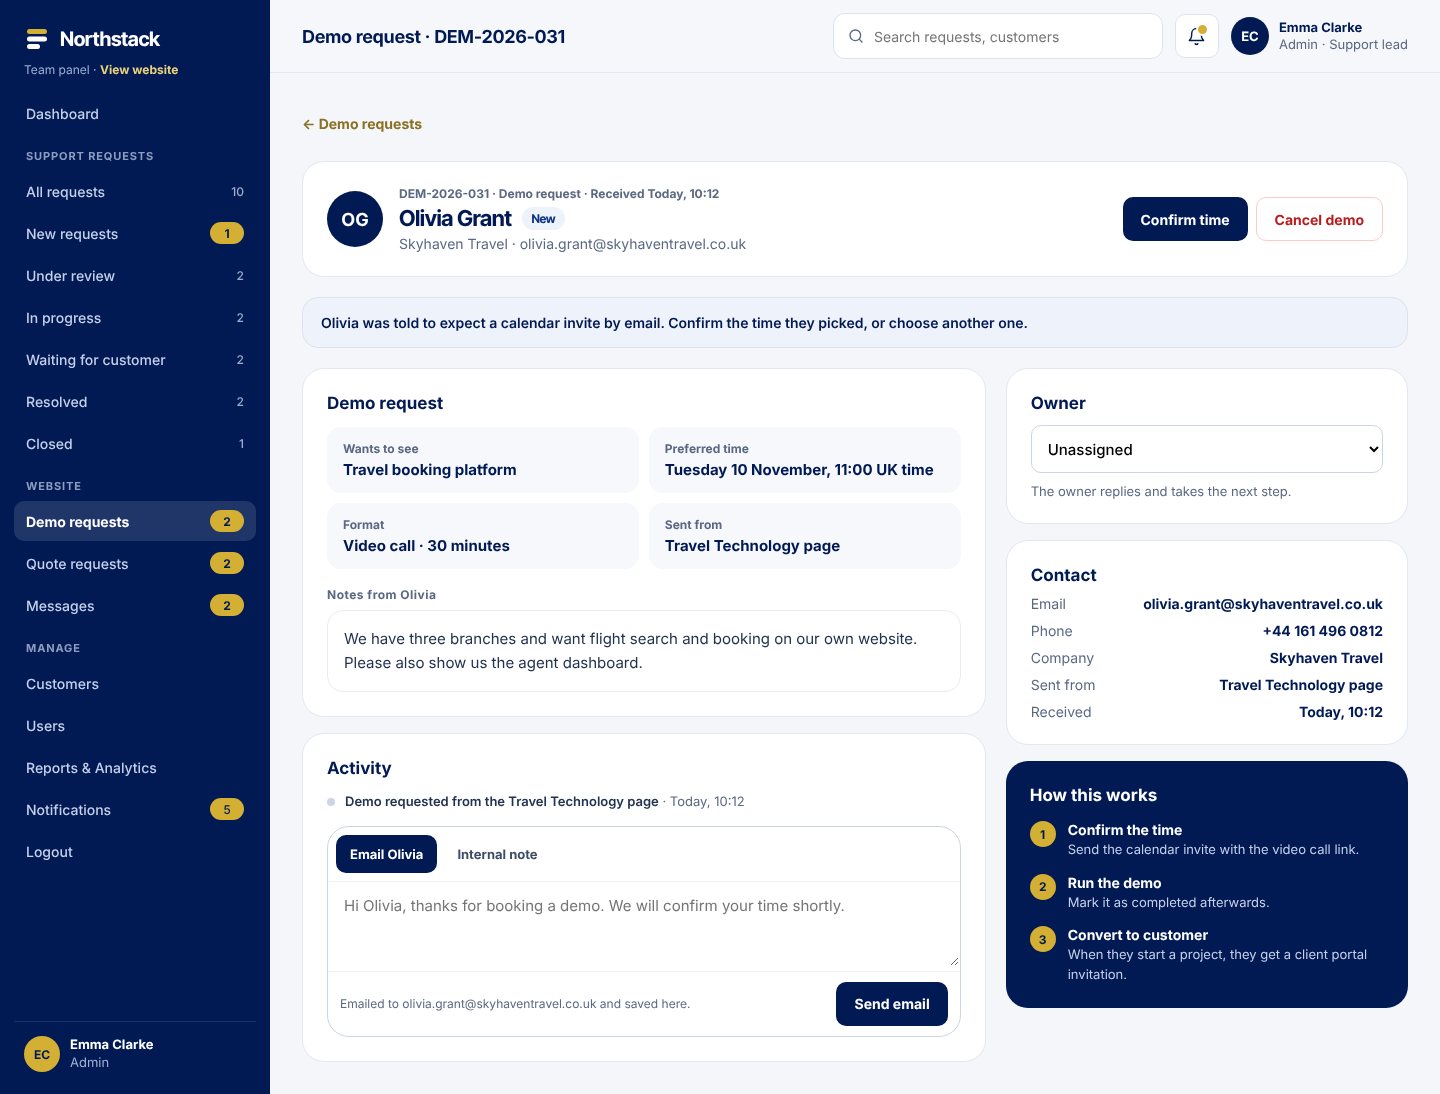 Northstack
Team panel · View website
Dashboard
SUPPORT REQUESTS
All requests 10
New requests 1
Under review 2
In progress 2
Waiting for customer 2
Resolved 2
Closed 1
WEBSITE
Demo requests 2
Quote requests 2
Messages 2
MANAGE
Customers
Users
Reports & Analytics
Notifications 5
Logout
EC
Emma Clarke
Admin
Demo request · DEM-2026-031
Search requests, customers
EC
Emma Clarke
Admin · Support lead
← Demo requests
OG
DEM-2026-031 · Demo request · Received Today, 10:12
Olivia Grant New
Skyhaven Travel · olivia.grant@skyhaventravel.co.uk
Confirm time
Cancel demo
Olivia was told to expect a calendar invite by email. Confirm the time they picked, or choose another one.
Demo request
Wants to see
Travel booking platform
Preferred time
Tuesday 10 November, 11:00 UK time
Format
Video call · 30 minutes
Sent from
Travel Technology page
Notes from Olivia
We have three branches and want flight search and booking on our own website.
Please also show us the agent dashboard.
Activity
Demo requested from the Travel Technology page · Today, 10:12
Email Olivia
Internal note
Hi Olivia, thanks for booking a demo. We will confirm your time shortly.
Emailed to olivia.grant@skyhaventravel.co.uk and saved here.
Send email
Owner
Unassigned
The owner replies and takes the next step.
Contact
Email olivia.grant@skyhaventravel.co.uk
Phone +44 161 496 0812
Company Skyhaven Travel
Sent from Travel Technology page
Received Today, 10:12
How this works
1 Confirm the time
Send the calendar invite with the video call link.
2 Run the demo
Mark it as completed afterwards.
3 Convert to customer
When they start a project, they get a client portal
invitation.